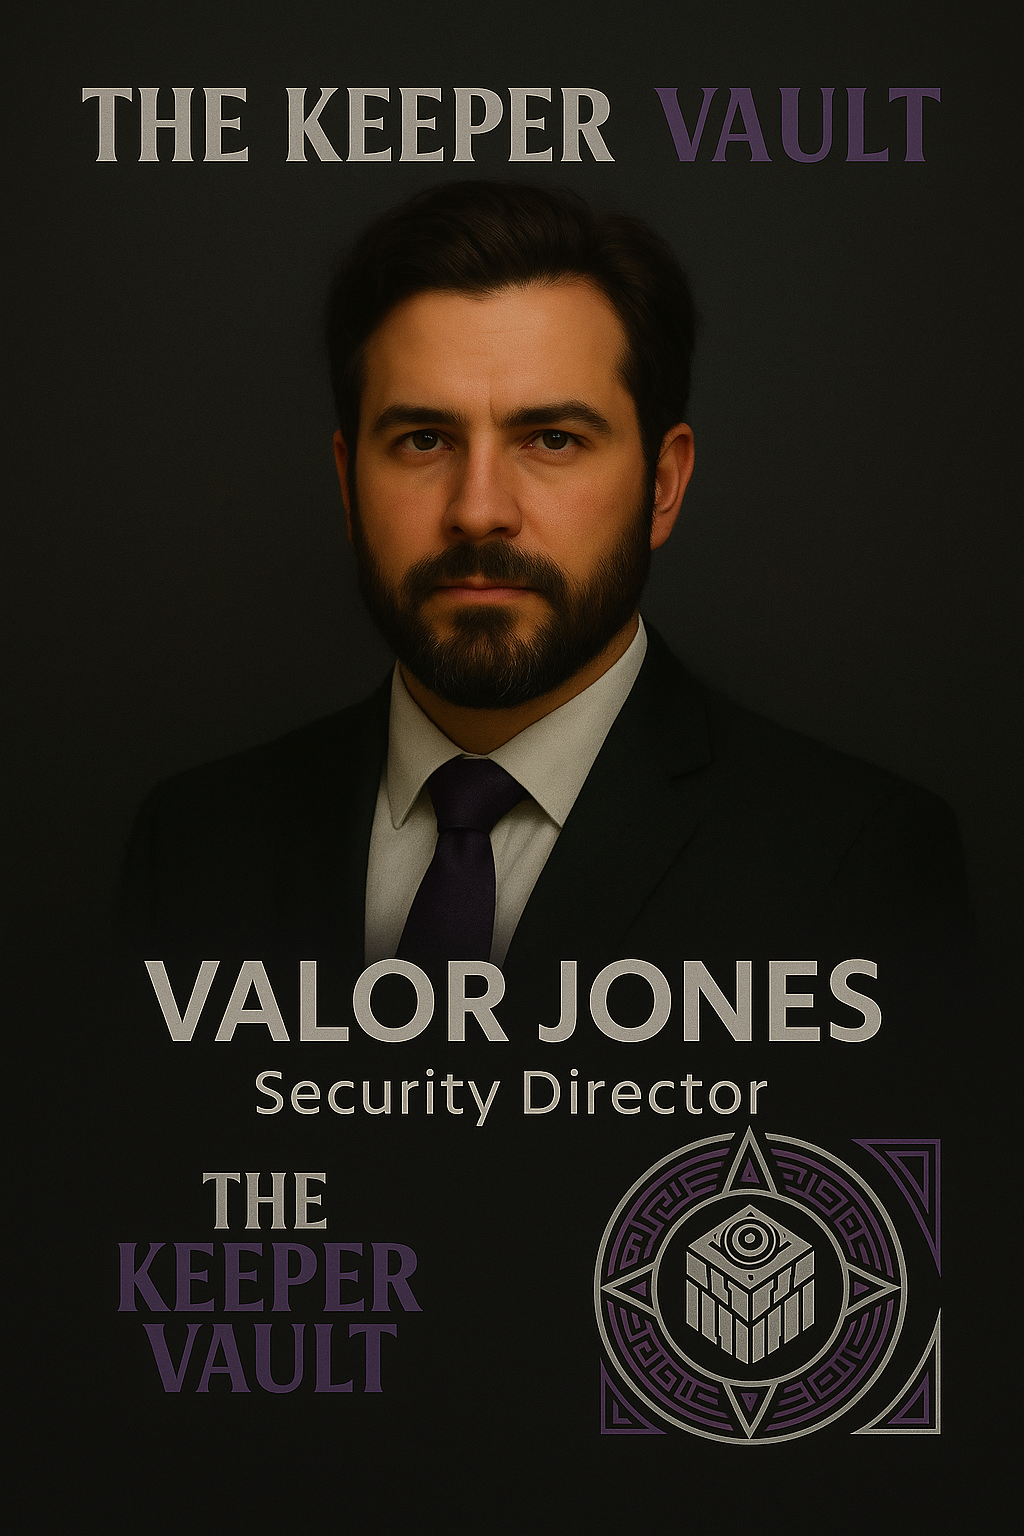 THE KEEPER VAULT
VALOR JONES
Security Director
THE
KEEPER
VAULT